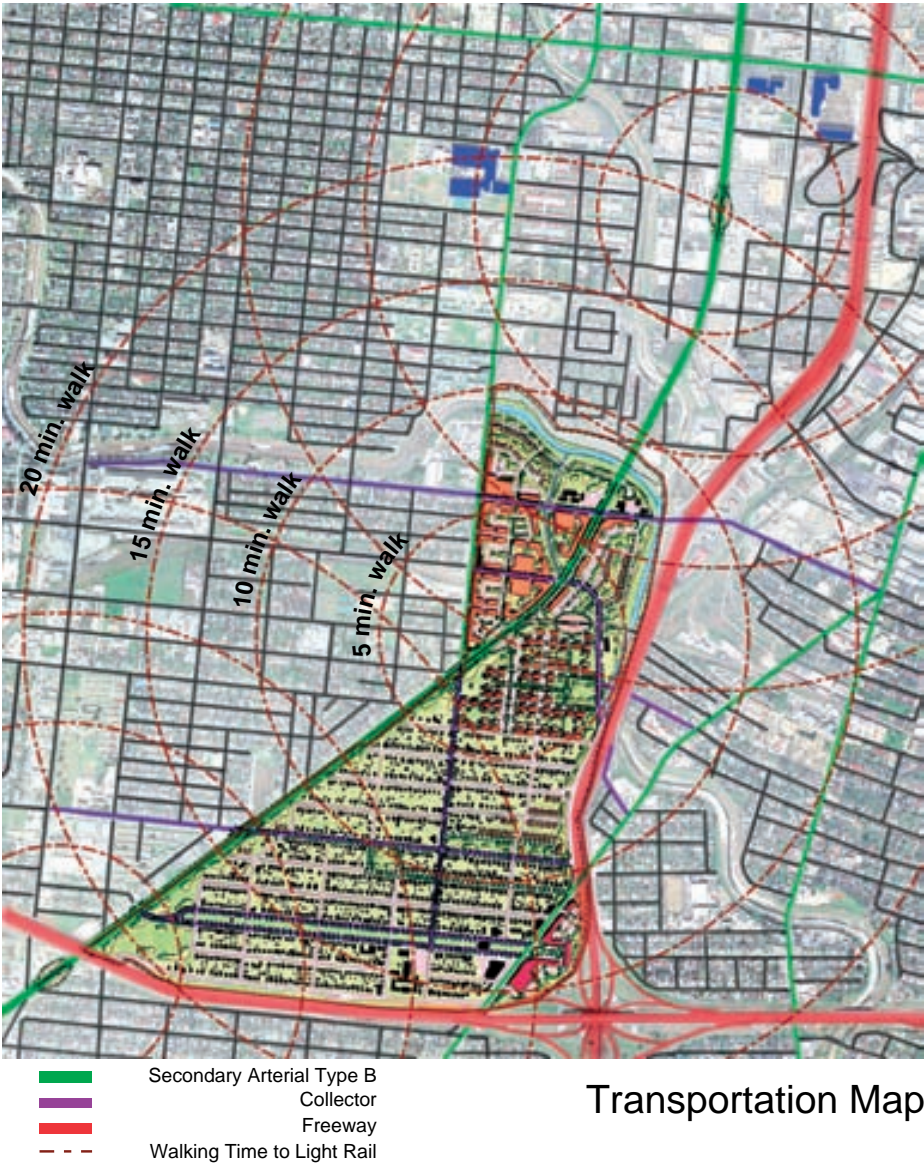 20 min. walk
15 min. walk
10 min. walk
5 min. walk
Secondary Arterial Type B
Collector
Freeway
Walking Time to Light Rail
Transportation Map